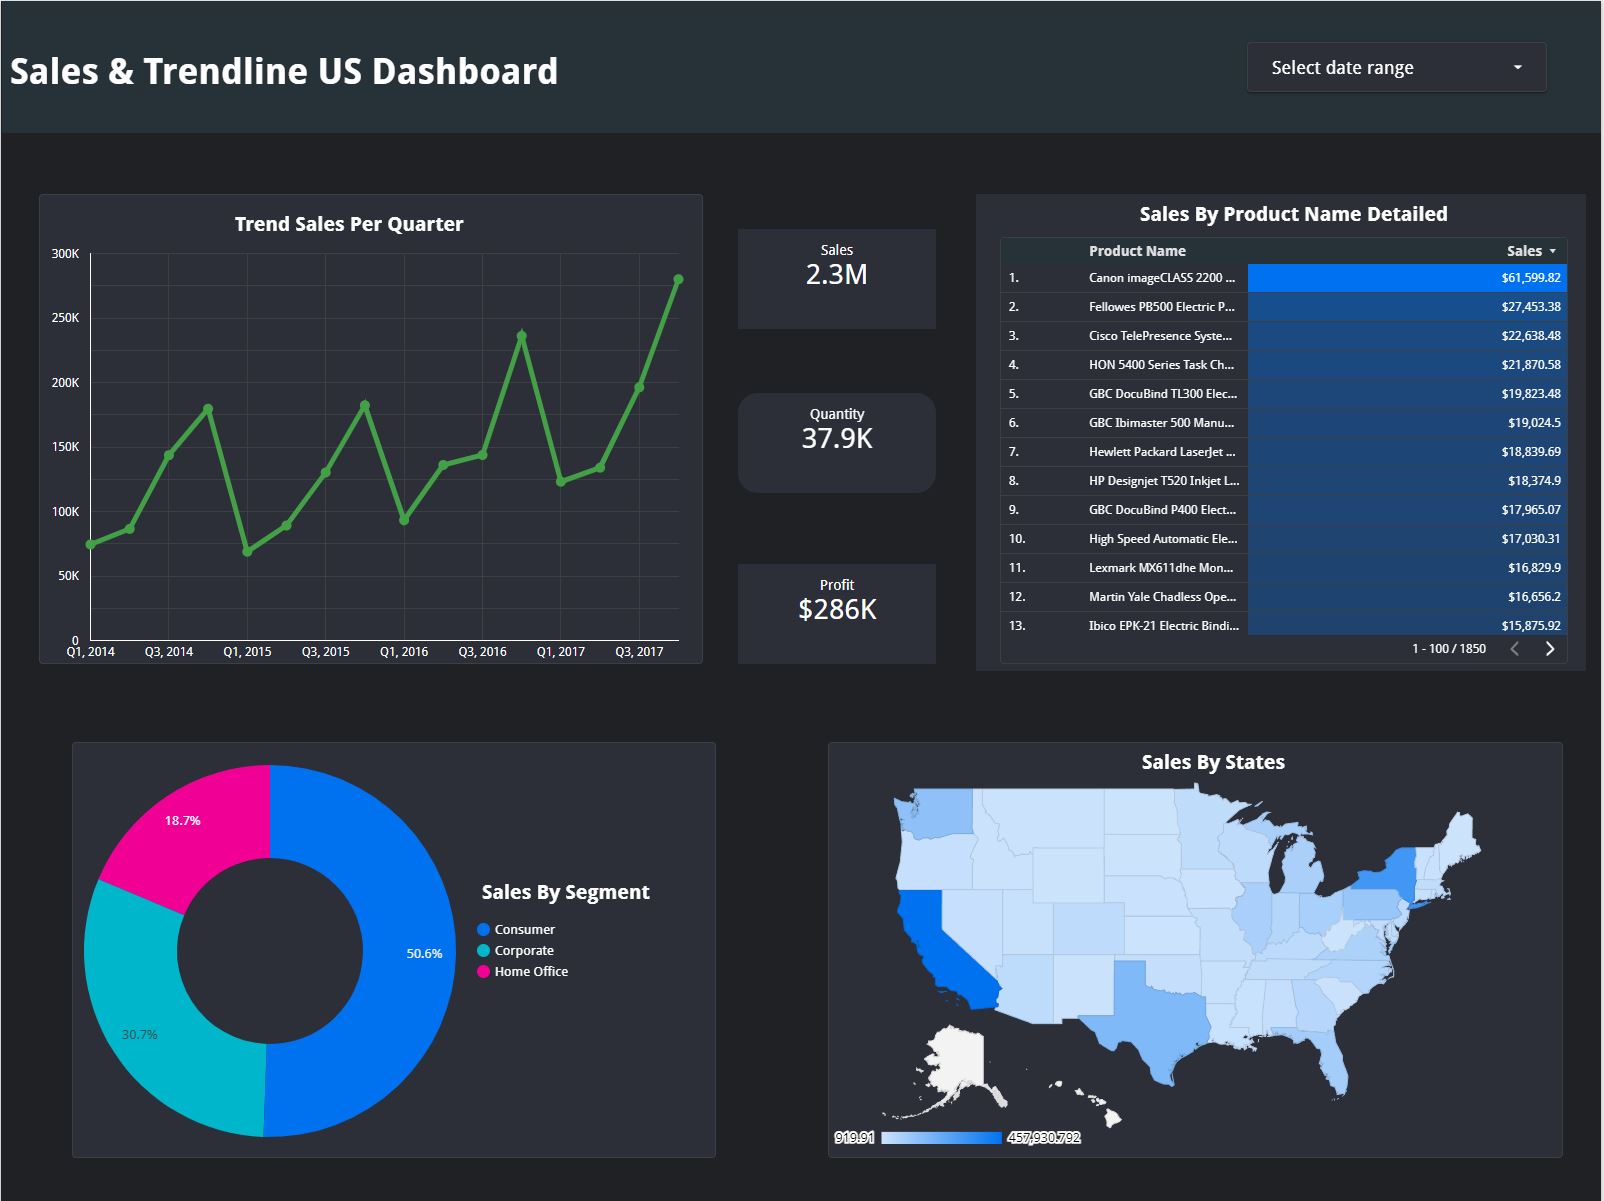 Sales & Trendline US Dashboard
Select date range
Trend Sales Per Quarter
300K
250K
200K
150K
100K
50K
0
Q1, 2014 Q3, 2014 Q1, 2015 Q3, 2015 Q1, 2016 Q3, 2016 Q1, 2017 Q3, 2017
Sales
2.3M
Quantity
37.9K
Profit
$286K
Sales By Product Name Detailed
Product Name Sales
1. Canon imageCLASS 2200 ... $61,599.82
2. Fellowes PB500 Electric P... $27,453.38
3. Cisco TelePresence Syste... $22,638.48
4. HON 5400 Series Task Ch... $21,870.58
5. GBC DocuBind TL300 Elec... $19,823.48
6. GBC Ibimaster 500 Manu... $19,024.5
7. Hewlett Packard LaserJet ... $18,839.69
8. HP Designjet T520 Inkjet L... $18,374.9
9. GBC DocuBind P400 Elect... $17,965.07
10. High Speed Automatic Ele... $17,030.31
11. Lexmark MX611dhe Mon... $16,829.9
12. Martin Yale Chadless Ope... $16,656.2
13. Ibico EPK-21 Electric Bindi... $15,875.92
1 - 100 / 1850
18.7%
50.6%
30.7%
Sales By Segment
Consumer
Corporate
Home Office
Sales By States
919.91 457,930.792